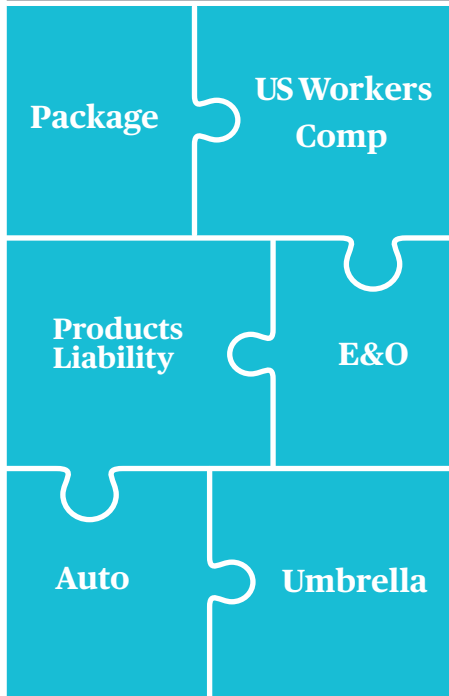 Package
US Workers
Comp
Products
Liability
E&O
Auto
Umbrella